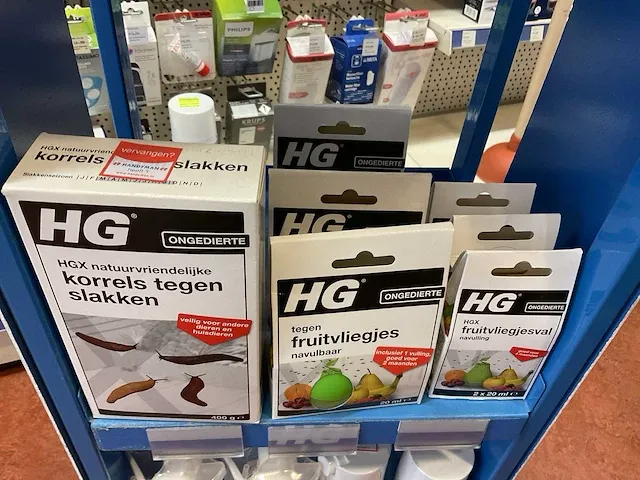 PHILIPS
KRUPS
HGX natuurvriendelijke
korrels
slakken
vervangen?
HANDYMAN
Slakkenseizoen
HG
ONGEDIERTE
HGX natuurvriendelijke
korrels tegen
slakken
veilig voor andere
dieren en
huisdieren
400 g e
HG
ONGEDIERTE
HG
HG
ONGEDIERTE
tegen
fruitvliegjes
navulbaar
inclusief 1 vulling,
goed voor
2 maanden
20 ml e
HG
ONGEDIERTE
HGX
fruitvliegjesval
navulling
2 x 20 ml e